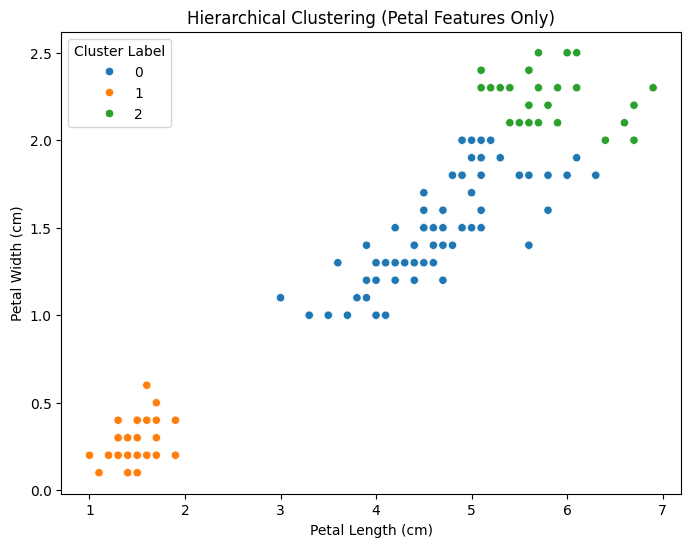 Hierarchical Clustering (Petal Features Only)
Cluster Label
0
1
2
2.5
2.0
1.5
1.0
0.5
0.0
Petal Width (cm)
1 2 3 4 5 6 7
Petal Length (cm)